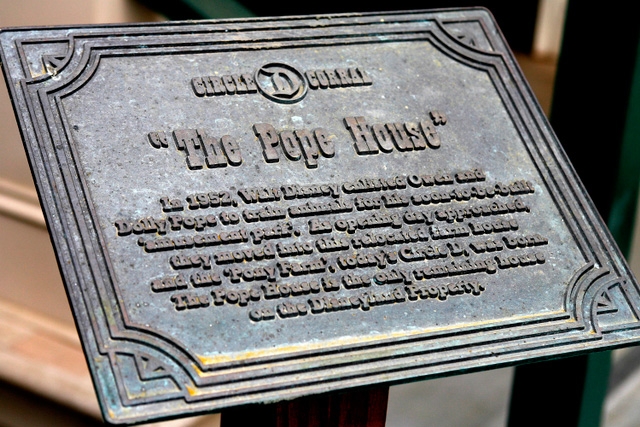 CIRCLE D CORRAL
"The Pope House"
In 1952, Walt Disney enlisted Owen and
Dolly Pope to train animals for the soon-to-be-built
'amusement park'. As opening day approached,
they moved into this relocated farm house
and the 'Pony Farm', today's Circle D, was born
The Pope House is the only remaining house
on the Disneyland Property.